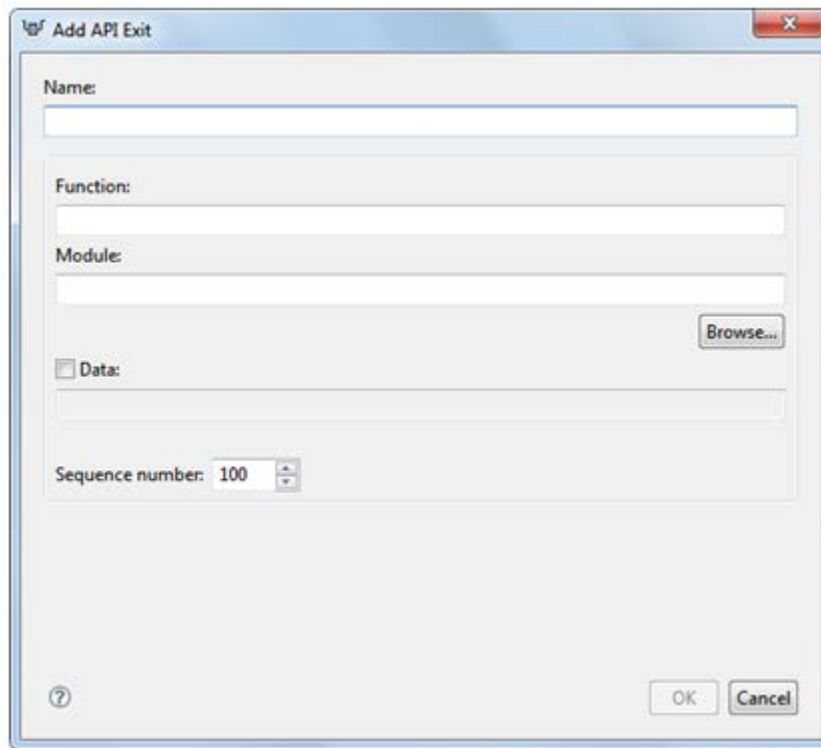 Add API Exit
Name:
Function:
Module:
Browse...
Data:
Sequence number: 100
? OK Cancel